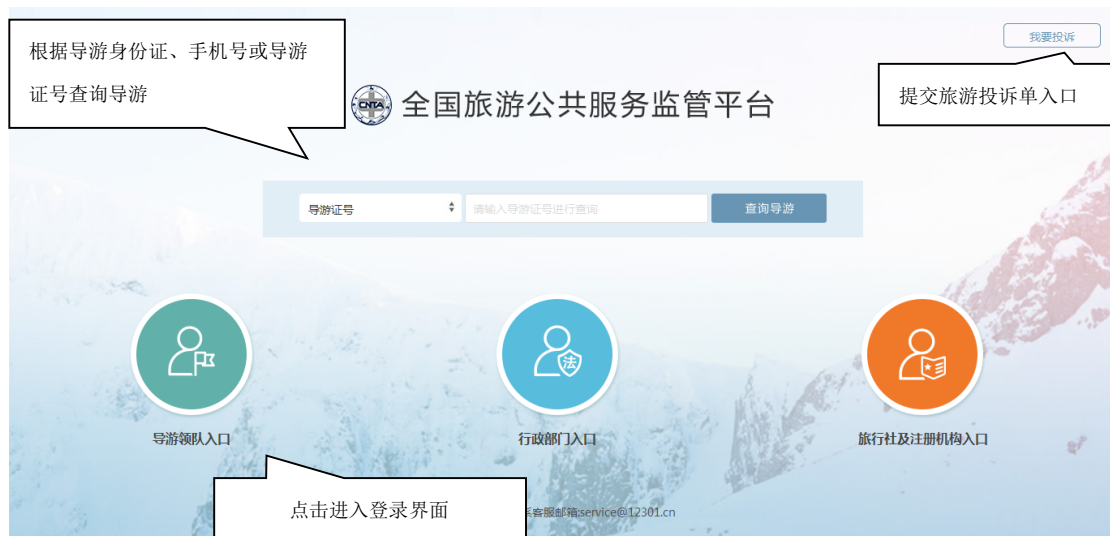 我要投诉
根据导游身份证、手机号或导游
证号查询导游
提交旅游投诉单入口
CNTA
全国旅游公共服务监管平台
导游证号
请输入导游证号进行查询
查询导游
法
导游领队入口
行政部门入口
旅行社及注册机构入口
点击进入登录界面
客服邮箱:service@12301.cn